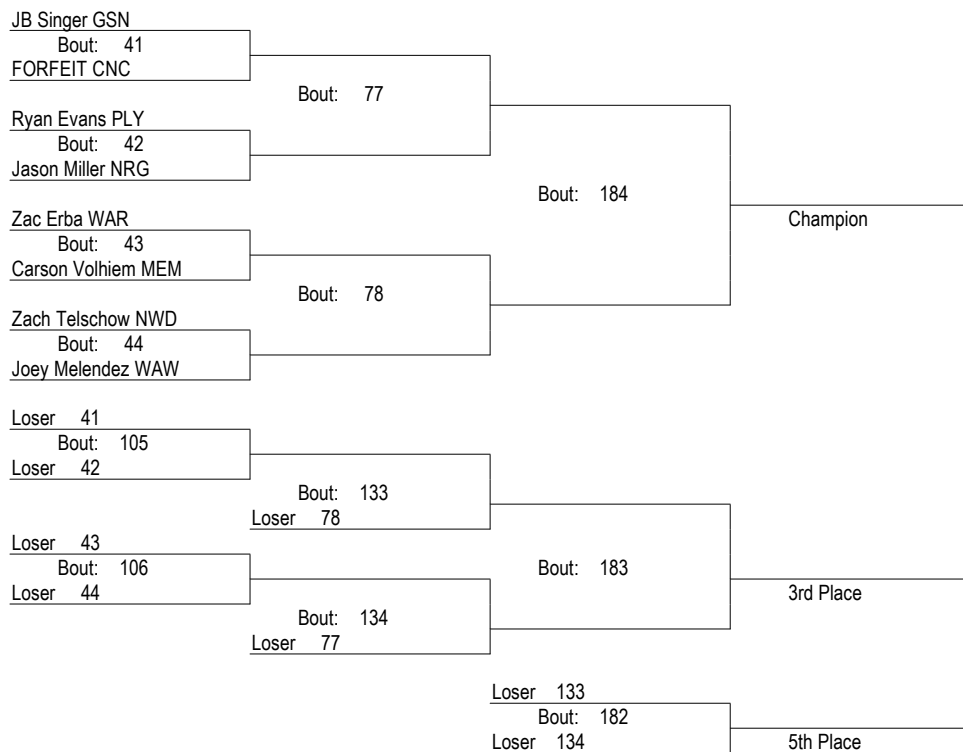 JB Singer GSN
Bout: 41
FORFEIT CNC
Bout: 77
Ryan Evans PLY
Bout: 42
Jason Miller NRG
Bout: 184
Champion
Zac Erba WAR
Bout: 43
Carson Volhiem MEM
Bout: 78
Zach Telschow NWD
Bout: 44
Joey Melendez WAW
Loser 41
Bout: 105
Loser 42
Bout: 133
Loser 78
Loser 43
Bout: 106
Loser 44
Bout: 183
3rd Place
Bout: 134
Loser 77
Loser 133
Bout: 182
Loser 134
5th Place